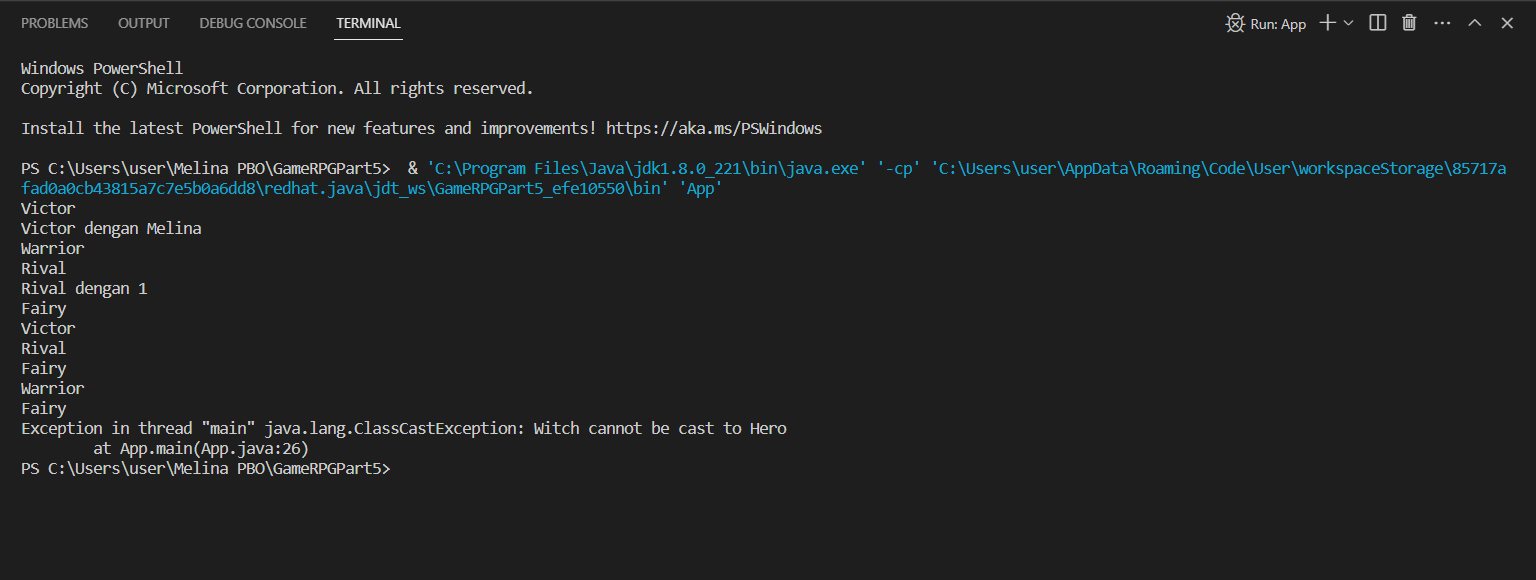 PROBLEMS OUTPUT DEBUG CONSOLE TERMINAL Run: App
Windows PowerShell
Copyright (C) Microsoft Corporation. All rights reserved.
Install the latest PowerShell for new features and improvements! https://aka.ms/PSWindows
PS C:\Users\user\Melina PBO\GameRPGPart5>  & 'C:\Program Files\Java\jdk1.8.0_221\bin\java.exe' '-cp' 'C:\Users\user\AppData\Roaming\Code\User\workspaceStorage\85717a
fad0a0cb43815a7c7e5b0a6dd8\redhat.java\jdt_ws\GameRPGPart5_efe10550\bin' 'App'
Victor
Victor dengan Melina
Warrior
Rival
Rival dengan 1
Fairy
Victor
Rival
Fairy
Warrior
Fairy
Exception in thread "main" java.lang.ClassCastException: Witch cannot be cast to Hero
        at App.main(App.java:26)
PS C:\Users\user\Melina PBO\GameRPGPart5>